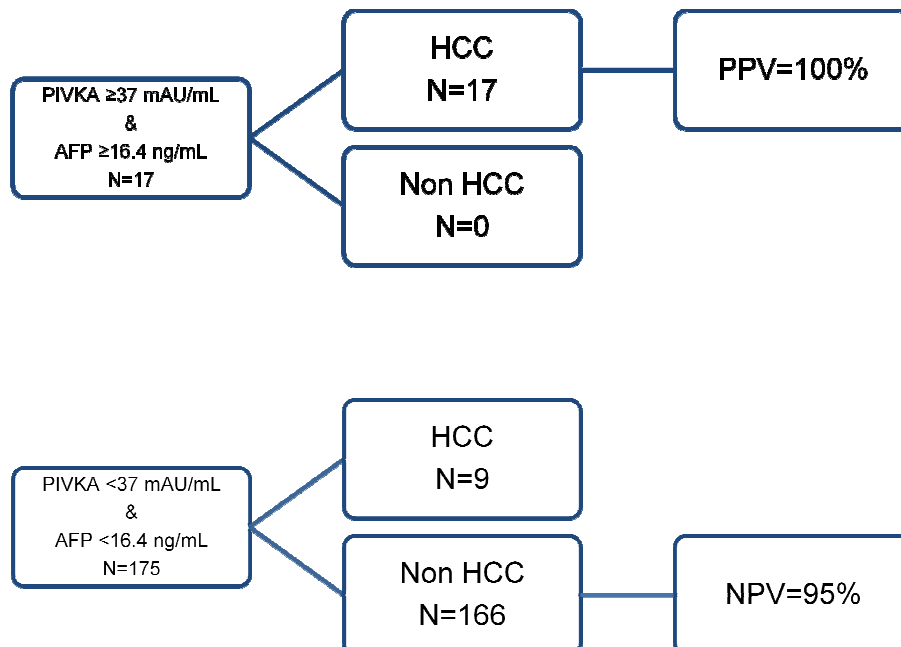 PIVKA ≥37 mAU/mL
&
AFP ≥16.4 ng/mL
N=17
HCC
N=17
PPV=100%
Non HCC
N=0
PIVKA <37 mAU/mL
&
AFP <16.4 ng/mL
N=175
HCC
N=9
Non HCC
N=166
NPV=95%